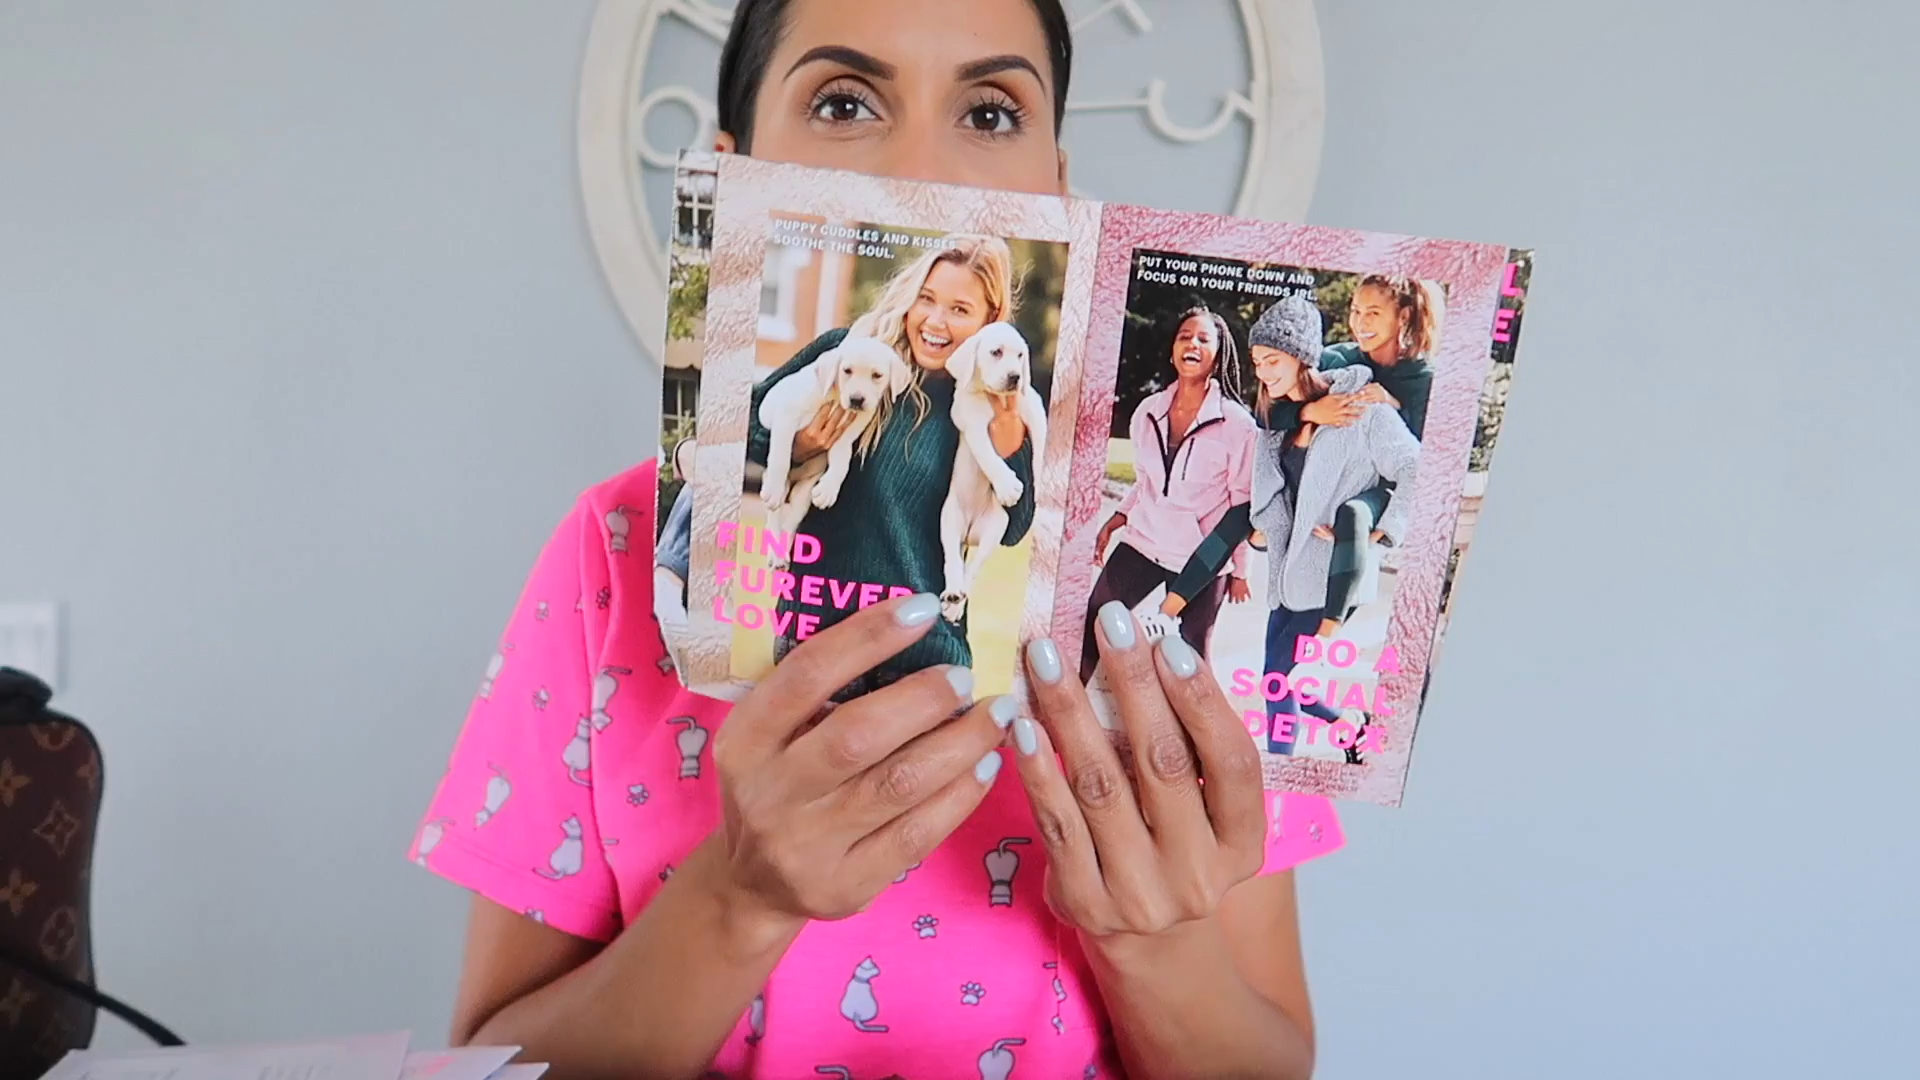 PUPPY CUDDLES AND KISSES
SOOTHE THE SOUL.
FIND
FUREVER
LOVE
PUT YOUR PHONE DOWN AND
FOCUS ON YOUR FRIENDS IRL.
DO A
SOCIAL
DETOX
L
E